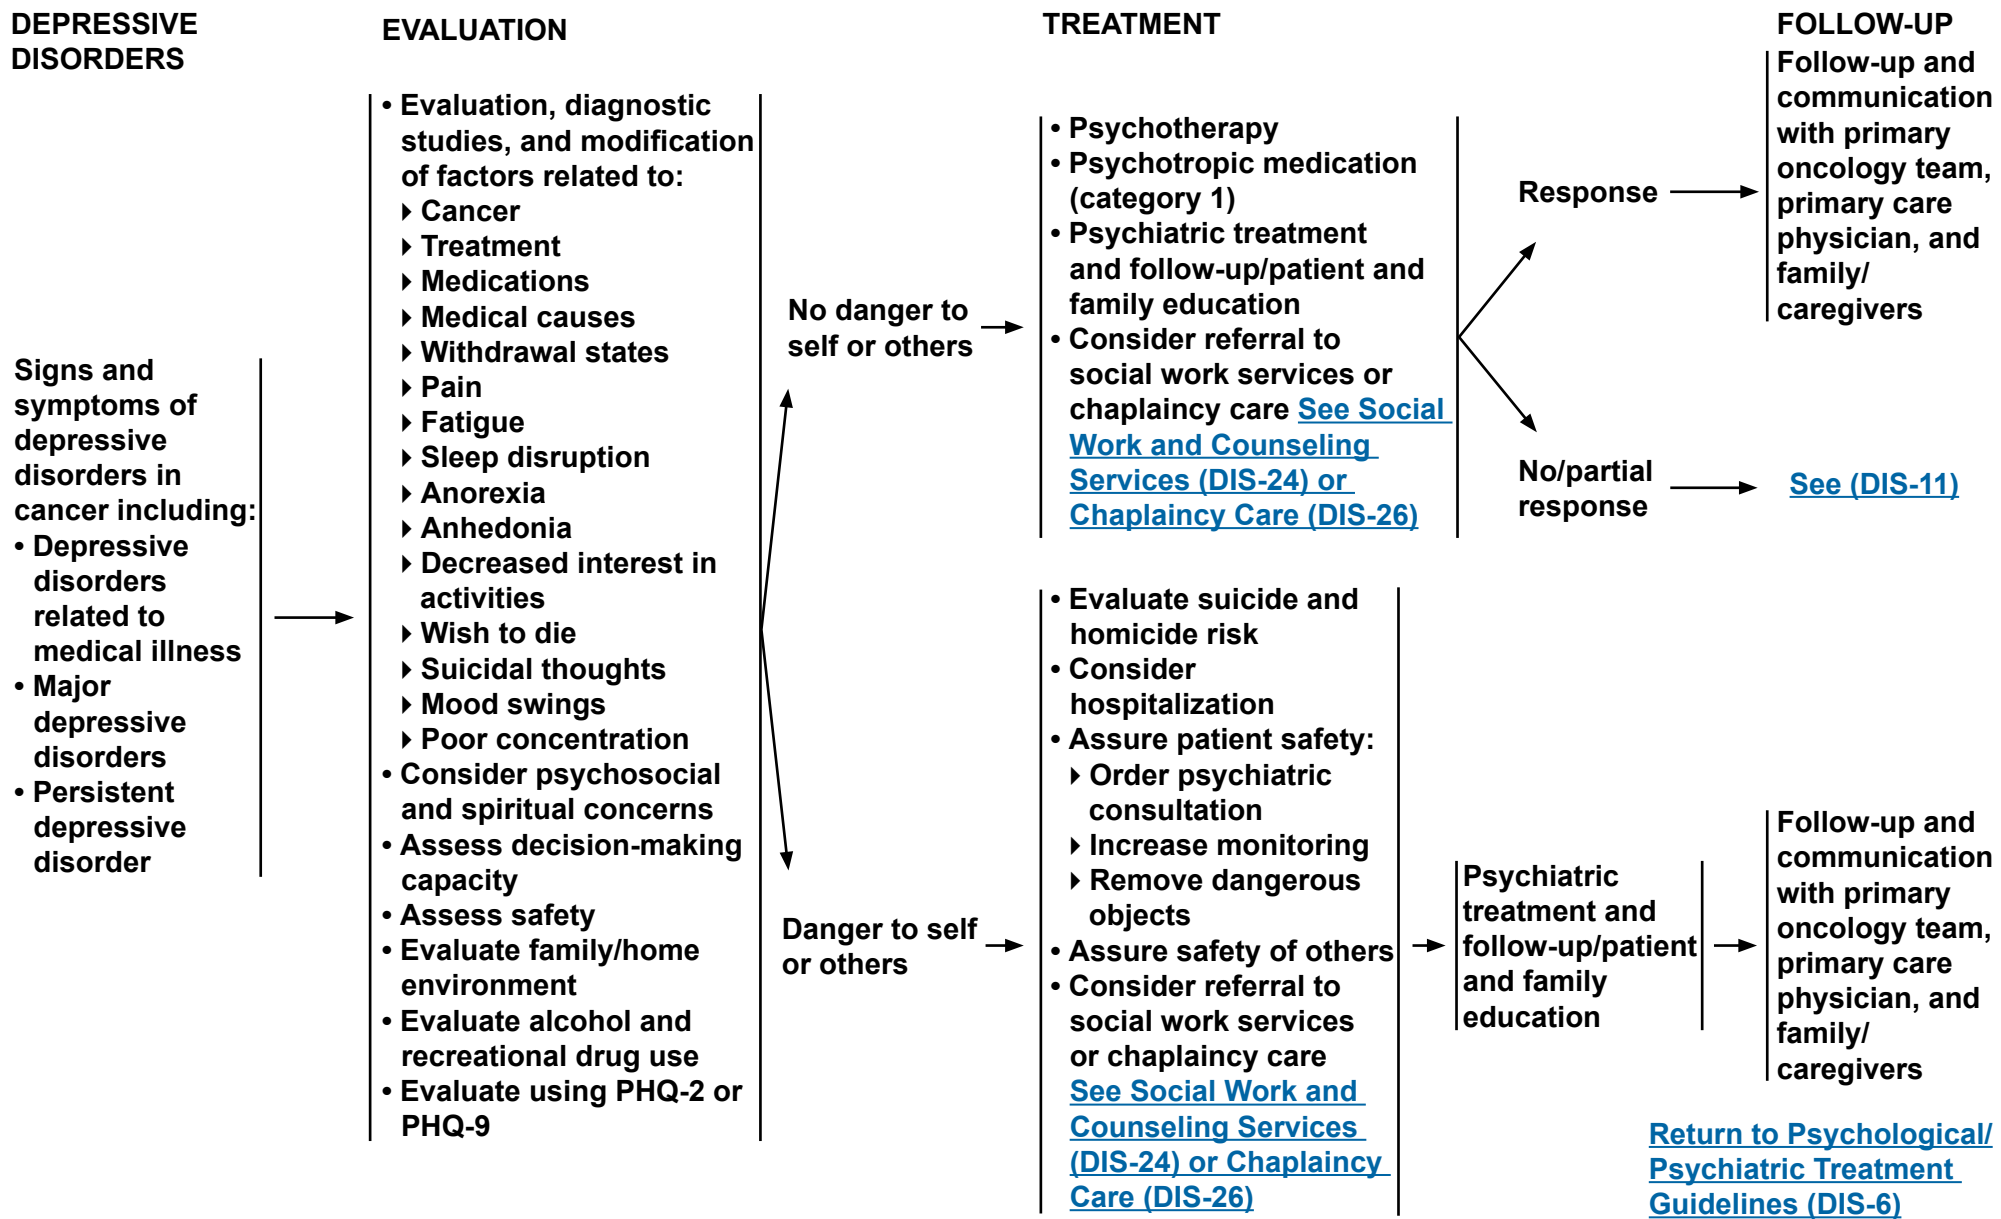 DEPRESSIVE
DISORDERS
Signs and
symptoms of
depressive
disorders in
cancer including:
• Depressive
disorders
related to
medical illness
• Major
depressive
disorders
• Persistent
depressive
disorder
EVALUATION
• Evaluation, diagnostic
studies, and modification
of factors related to:
Cancer
Treatment
Medications
Medical causes
Withdrawal states
Pain
Fatigue
Sleep disruption
Anorexia
Anhedonia
Decreased interest in
activities
Wish to die
Suicidal thoughts
Mood swings
Poor concentration
• Consider psychosocial
and spiritual concerns
• Assess decision-making
capacity
• Assess safety
• Evaluate family/home
environment
• Evaluate alcohol and
recreational drug use
• Evaluate using PHQ-2 or
PHQ-9
No danger to
self or others
Danger to self
or others
TREATMENT
• Psychotherapy
• Psychotropic medication
(category 1)
• Psychiatric treatment
and follow-up/patient and
family education
• Consider referral to
social work services or
chaplaincy care See Social
Work and Counseling
Services (DIS-24) or
Chaplaincy Care (DIS-26)
Response
No/partial
response
• Evaluate suicide and
homicide risk
• Consider
hospitalization
• Assure patient safety:
Order psychiatric
consultation
Increase monitoring
Remove dangerous
objects
• Assure safety of others
• Consider referral to
social work services
or chaplaincy care
See Social Work and
Counseling Services
(DIS-24) or Chaplaincy
Care (DIS-26)
Psychiatric
treatment and
follow-up/patient
and family
education
FOLLOW-UP
Follow-up and
communication
with primary
oncology team,
primary care
physician, and
family/
caregivers
See (DIS-11)
Follow-up and
communication
with primary
oncology team,
primary care
physician, and
family/
caregivers
Return to Psychological/
Psychiatric Treatment
Guidelines (DIS-6)